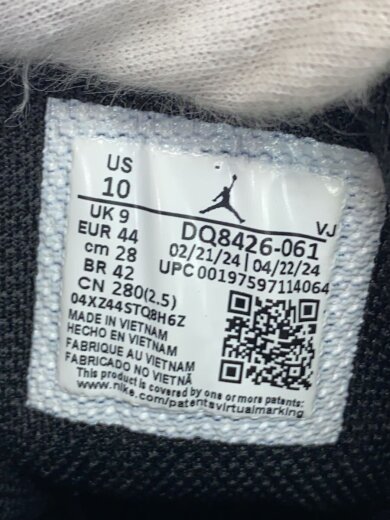 US
10
UK 9
EUR 44
cm 28
BR 42
CN 280(2.5)
VJ
DQ8426-061
02/21/24 | 04/22/24
UPC 00197597114064
04XZ44STQ8H6Z
MADE IN VIETNAM
HECHO EN VIETNAM
FABRIQUE AU VIETNAM
FABRICADO NO VIETNÃ
This product is covered by one or more patents:
www.nike.com/patentsvirtualmarking